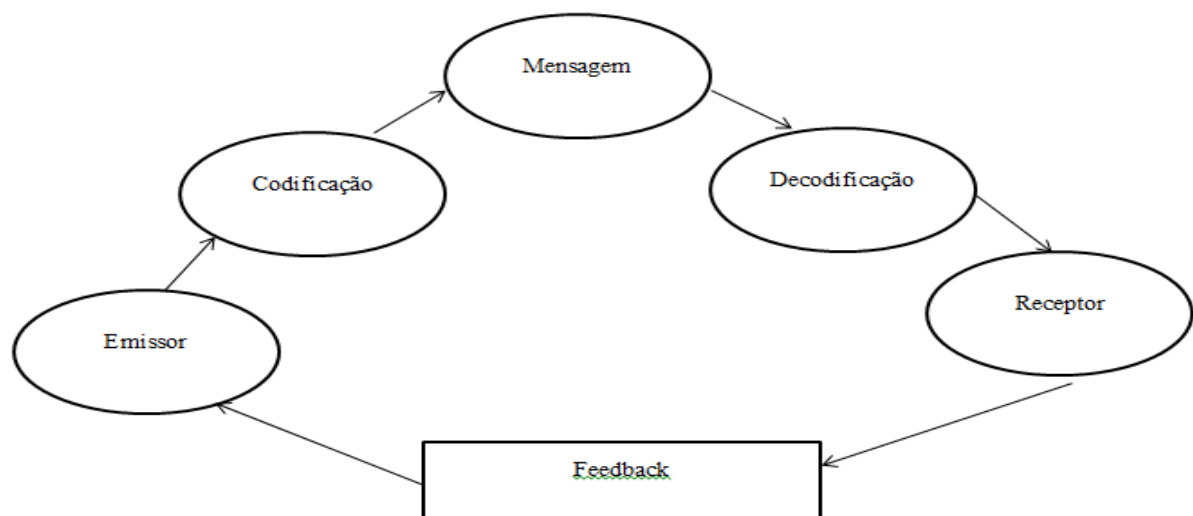 Mensagem
Codificação
Decodificação
Receptor
Emissor
Feedback